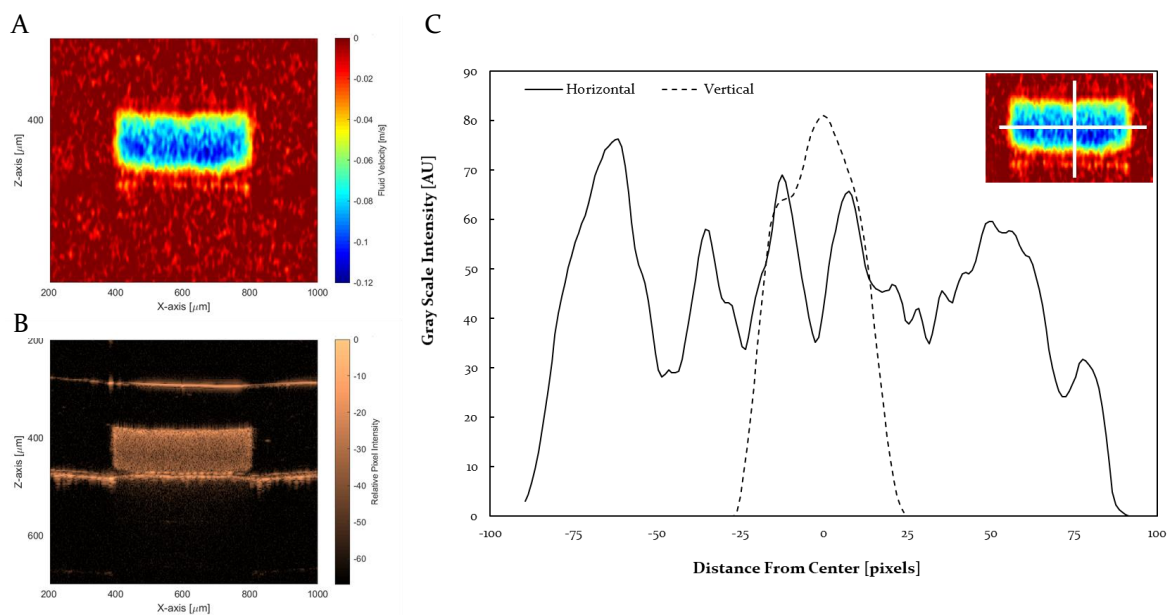 A
0
-0.02
-0.04
-0.06
-0.08
-0.1
-0.12
Fluid Velocity [m/s]
400
Z-axis [μm]
200 400 600 800 1000
X-axis [μm]
B
200
400
600
Z-axis [μm]
0
-10
-20
-30
-40
-50
-60
Relative Pixel Intensity
200 400 600 800 1000
X-axis [μm]
C
90
80
70
60
50
40
30
20
10
0
Gray Scale Intensity [AU]
Horizontal Vertical
-100 -75 -50 -25 0 25 50 75 100
Distance From Center [pixels]